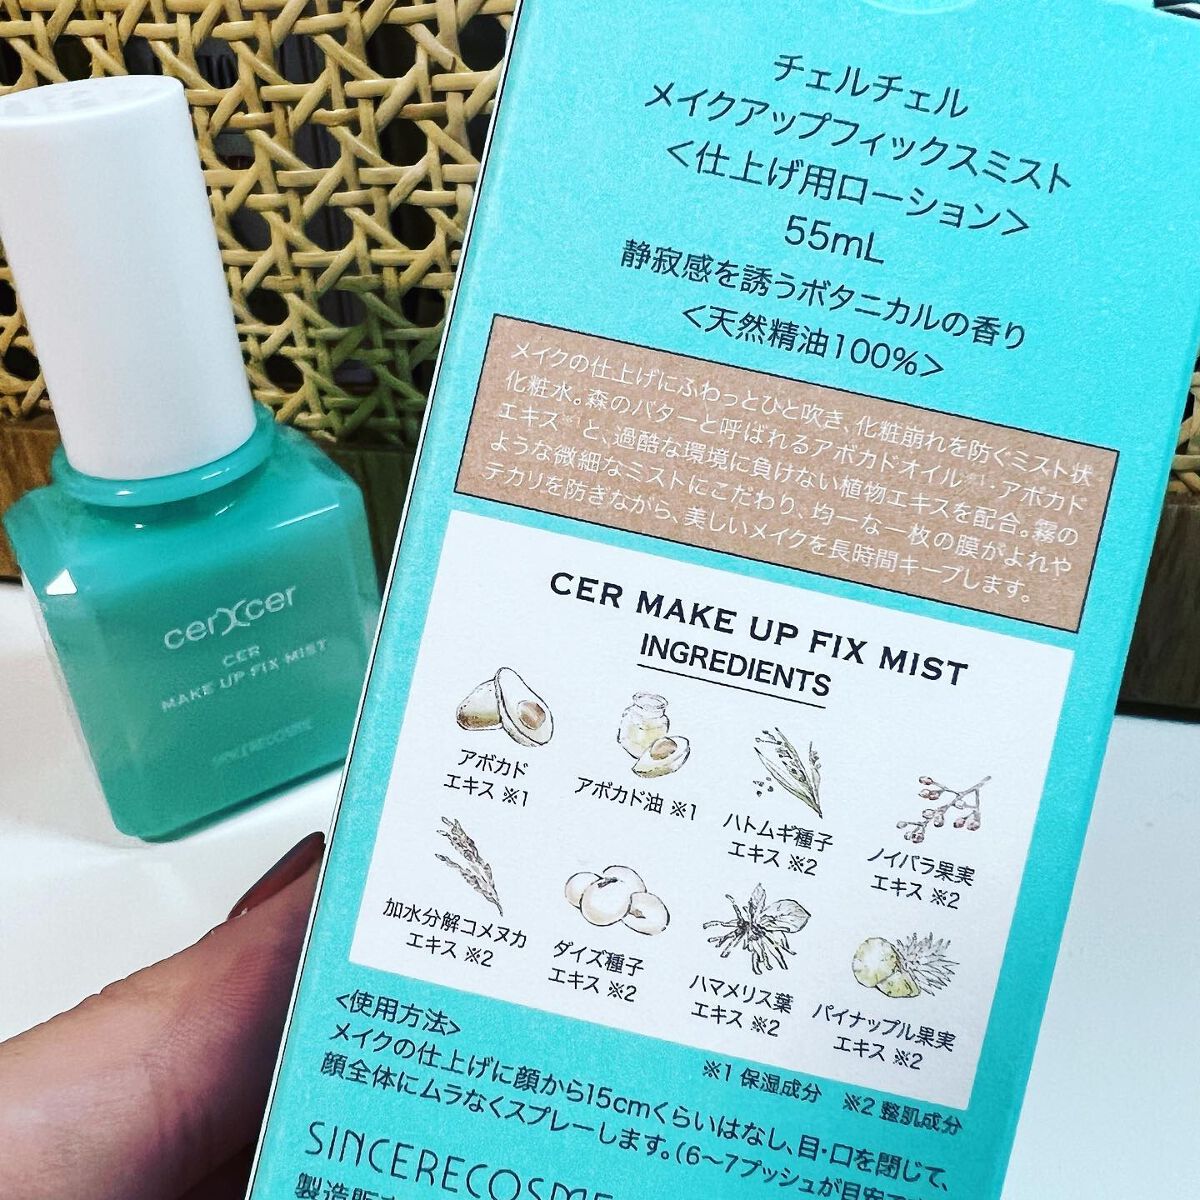 cerXcer
CER
MAKE UP FIX MIST
チェルチェル
メイクアップフィックスミスト
<仕上げ用ローション>
55mL
静寂感を誘うボタニカルの香り
<天然精油100%>
メイクの仕上げにふわっとひと吹き、化粧崩れを防ぐミスト状
化粧水。森のバターと呼ばれるアボカドオイル※1・アボカド
エキス※1と、過酷な環境に負けない植物エキスを配合。霧の
ような微細なミストにこだわり、均一な一枚の膜がよれや
テカリを防ぎながら、美しいメイクを長時間キープします。
CER MAKE UP FIX MIST
INGREDIENTS
アボカド
エキス ※1
アボカド油 ※1
ハトムギ種子
エキス ※2
ノイバラ果実
エキス ※2
加水分解コメヌカ
エキス ※2
ダイズ種子
エキス ※2
ハマメリス葉
エキス ※2
パイナップル果実
エキス ※2
※1 保湿成分 ※2 整肌成分
<使用方法>
メイクの仕上げに顔から15cmくらいはなし、目・口を閉じて、
顔全体にムラなくスプレーします。(6〜7プッシュが目安です
SINCERECOSME
製造販